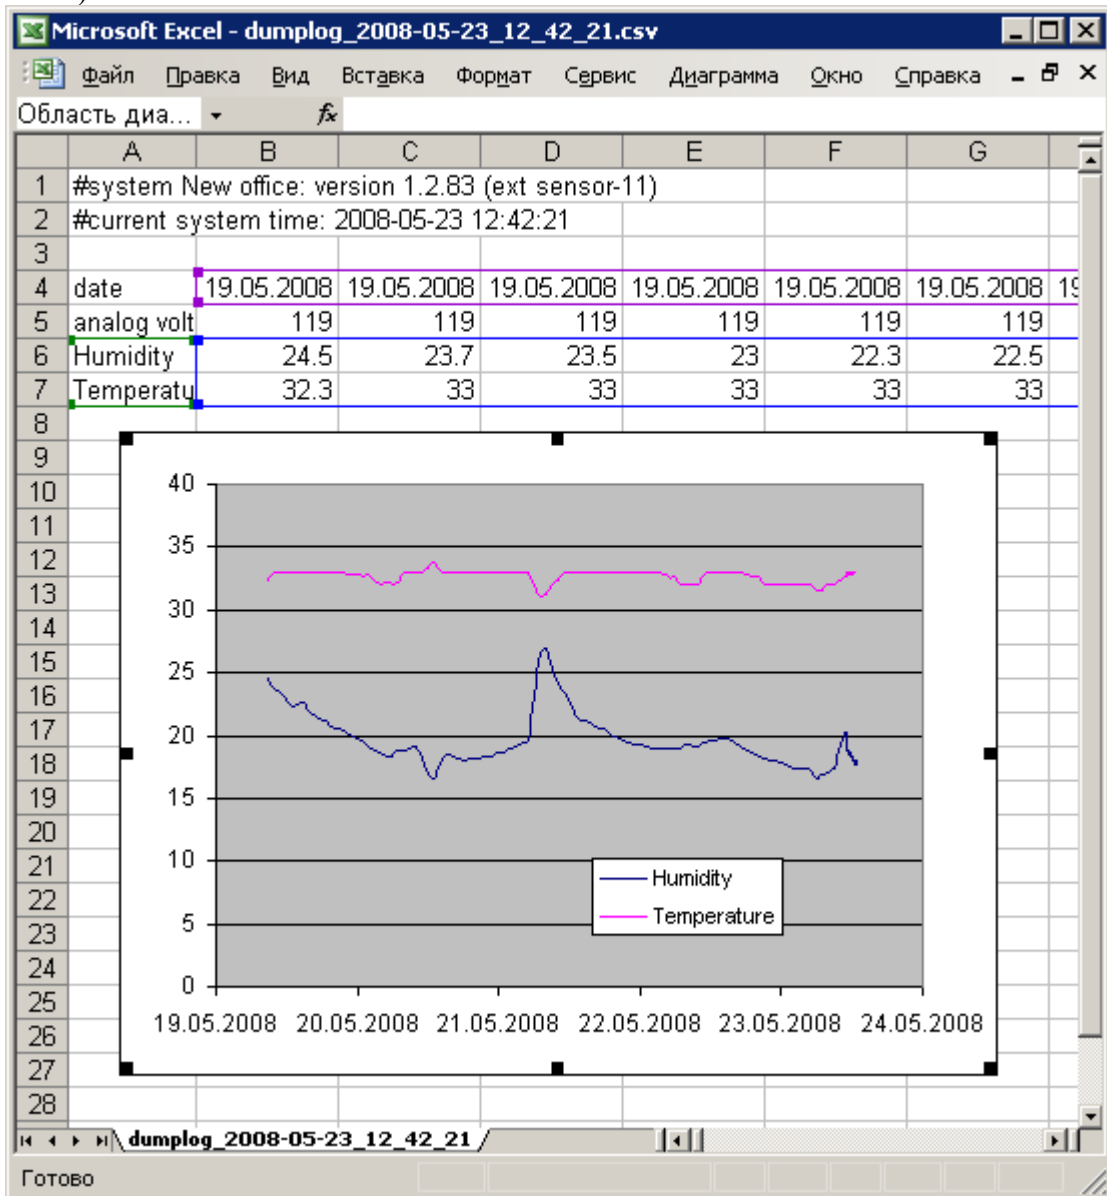 Microsoft Excel - dumplog_2008-05-23_12_42_21.csv
Файл Правка Вид Вставка Формат Сервис Диаграмма Окно Справка
Область диа... fx
A B C D E F G
1 #system New office: version 1.2.83 (ext sensor-11)
2 #current system time: 2008-05-23 12:42:21
3
4 date 19.05.2008 19.05.2008 19.05.2008 19.05.2008 19.05.2008 19.05.2008 19
5 analog volt 119 119 119 119 119 119
6 Humidity 24.5 23.7 23.5 23 22.3 22.5
7 Temperatu 32.3 33 33 33 33 33
8
9
10
11
12
13
14
15
16
17
18
19
20
21
22
23
24
25
26
27
28
40
35
30
25
20
15
10
5
0
Humidity
Temperature
19.05.2008 20.05.2008 21.05.2008 22.05.2008 23.05.2008 24.05.2008
dumplog_2008-05-23_12_42_21
Готово